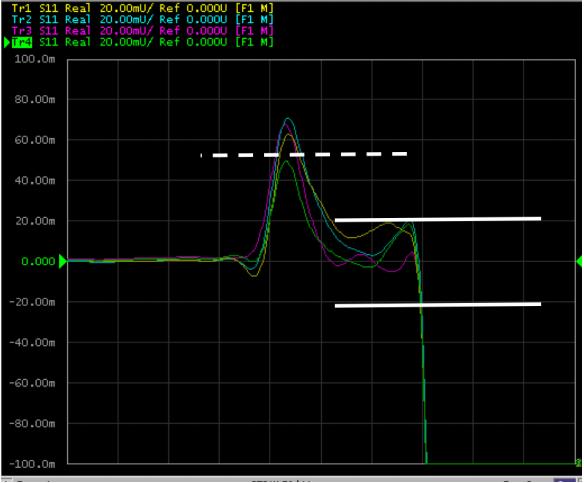 Tr1 S11 Real 20.00mU/ Ref 0.000U [F1 M]
Tr2 S11 Real 20.00mU/ Ref 0.000U [F1 M]
Tr3 S11 Real 20.00mU/ Ref 0.000U [F1 M]
Tr4 S11 Real 20.00mU/ Ref 0.000U [F1 M]
100.0m
80.00m
60.00m
40.00m
20.00m
0.000
-20.00m
-40.00m
-60.00m
-80.00m
-100.0m